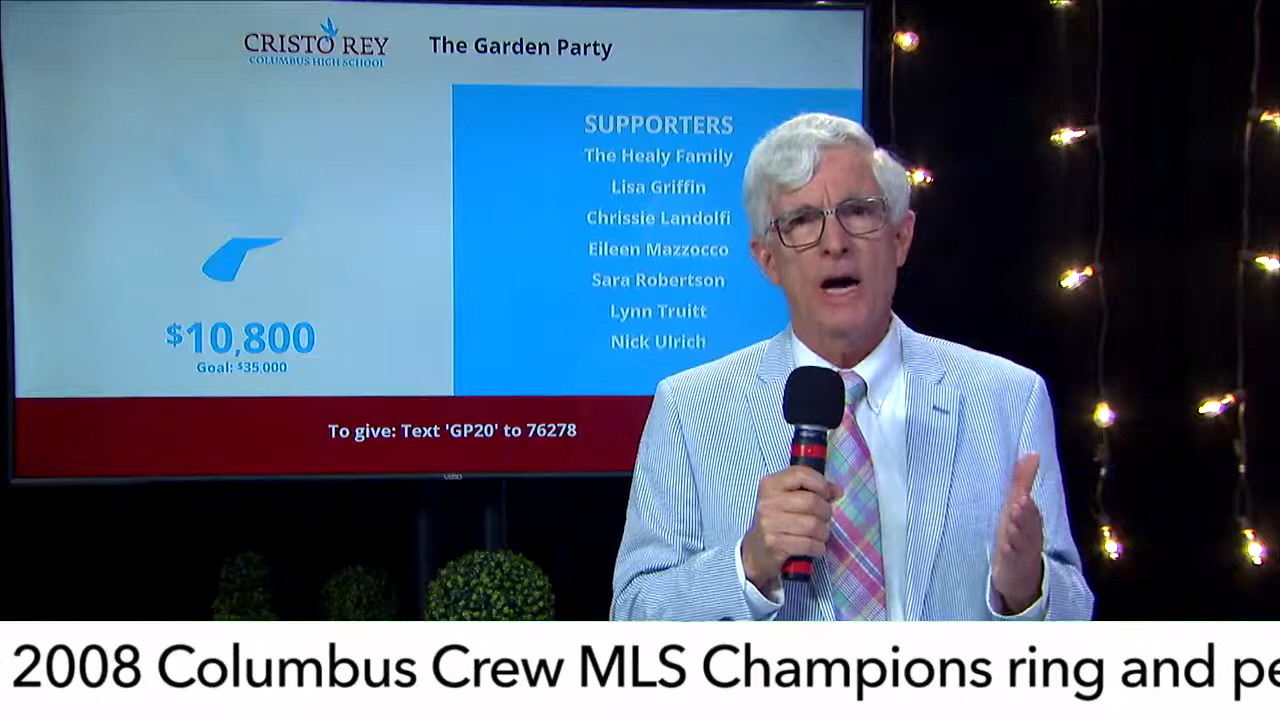 CRISTO REY
COLUMBUS HIGH SCHOOL
The Garden Party
SUPPORTERS
The Healy Family
Lisa Griffin
Chrissie Landolfi
Eileen Mazzocco
Sara Robertson
Lynn Truitt
Nick Ulrich
$10,800
Goal: $35,000
To give: Text 'GP20' to 76278
2008 Columbus Crew MLS Champions ring and pe